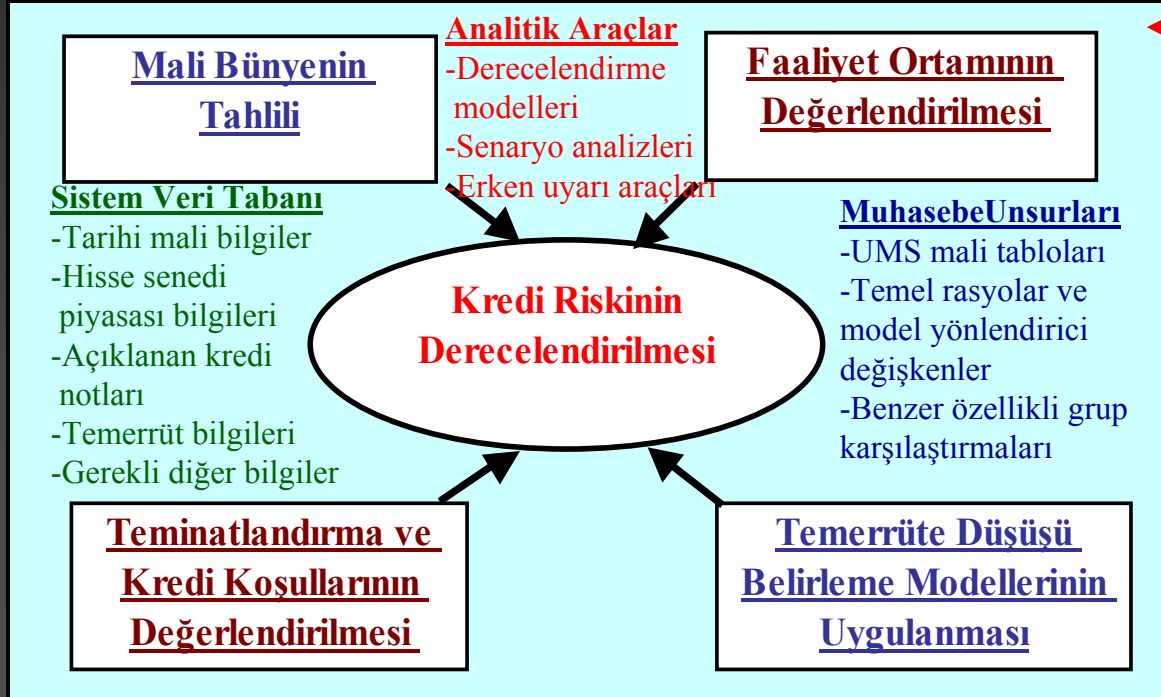 Mali Bünyenin
Tahlili
Analitik Araçlar
-Derecelendirme
modelleri
-Senaryo analizleri
-Erken uyarı araçları
Faaliyet Ortamının
Değerlendirilmesi
Sistem Veri Tabanı
-Tarihi mali bilgiler
-Hisse senedi
piyasası bilgileri
-Açıklanan kredi
notları
-Temerrüt bilgileri
-Gerekli diğer bilgiler
Kredi Riskinin
Derecelendirilmesi
MuhasebeUnsurları
-UMS mali tabloları
-Temel rasyolar ve
model yönlendirici
değişkenler
-Benzer özellikli grup
karşılaştırmaları
Teminatlandırma ve
Kredi Koşullarının
Değerlendirilmesi
Temerrüte Düşüşü
Belirleme Modellerinin
Uygulanması